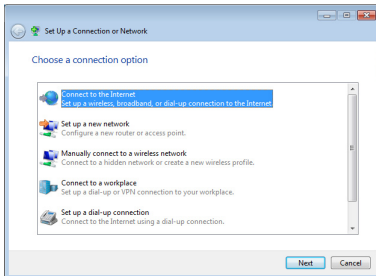 Set Up a Connection or Network
Choose a connection option
Connect to the Internet
Set up a wireless, broadband, or dial-up connection to the Internet.
Set up a new network
Configure a new router or access point.
Manually connect to a wireless network
Connect to a hidden network or create a new wireless profile.
Connect to a workplace
Set up a dial-up or VPN connection to your workplace.
Set up a dial-up connection
Connect to the Internet using a dial-up connection.
Next
Cancel